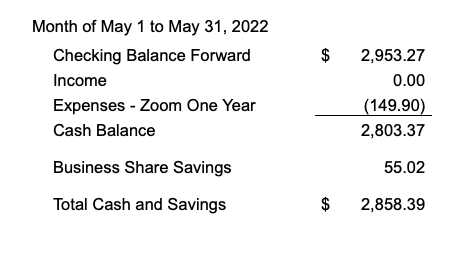 Month of May 1 to May 31, 2022
Checking Balance Forward $ 2,953.27
Income 0.00
Expenses - Zoom One Year (149.90)
Cash Balance 2,803.37
Business Share Savings 55.02
Total Cash and Savings $ 2,858.39